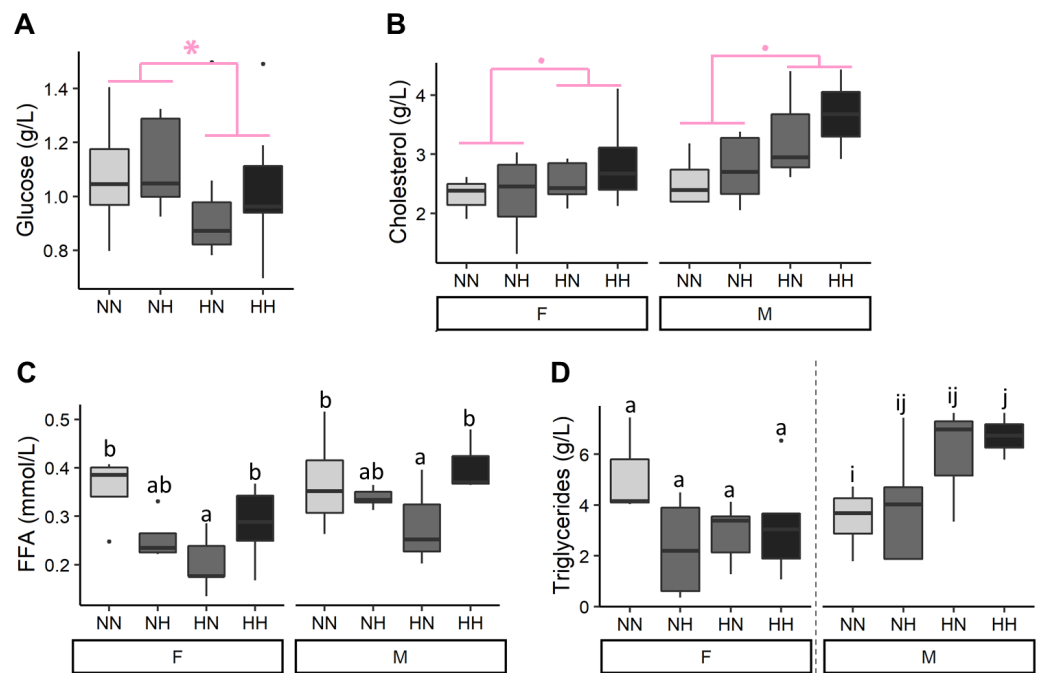 A
*
Glucose (g/L)
1.4
1.2
1.0
0.8
NN NH HN HH
B
Cholesterol (g/L)
4
3
2
NN NH HN HH NN NH HN HH
F M
C
FFA (mmol/L)
0.5
0.4
0.3
0.2
b ab a b b ab a b
NN NH HN HH NN NH HN HH
F M
D
Triglycerides (g/L)
6
4
2
0
a a a a i ij ij j
NN NH HN HH NN NH HN HH
F M